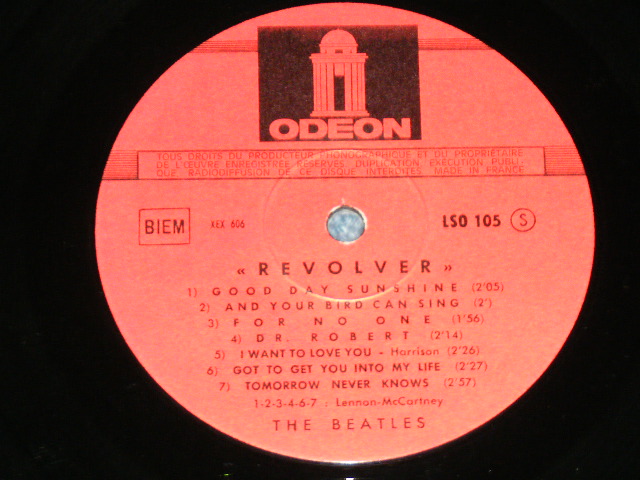 ODEON
TOUS DROITS DU PRODUCTEUR PHONOGRAPHIQUE ET DU PROPRIÉTAIRE
DE L'ŒUVRE ENREGISTRÉE RÉSERVÉS. DUPLICATION, EXÉCUTION PUBLI-
QUE, RADIODIFFUSION DE CE DISQUE INTERDITES. MADE IN FRANCE
BIEM XEX 606 LSO 105 S
« REVOLVER »
1) GOOD DAY SUNSHINE (2'05)
2) AND YOUR BIRD CAN SING (2')
3) FOR NO ONE (1'56)
4) DR. ROBERT (2'14)
5) I WANT TO LOVE YOU - Harrison (2'26)
6) GOT TO GET YOU INTO MY LIFE (2'27)
7) TOMORROW NEVER KNOWS (2'57)
1-2-3-4-6-7 : Lennon-McCartney
THE BEATLES